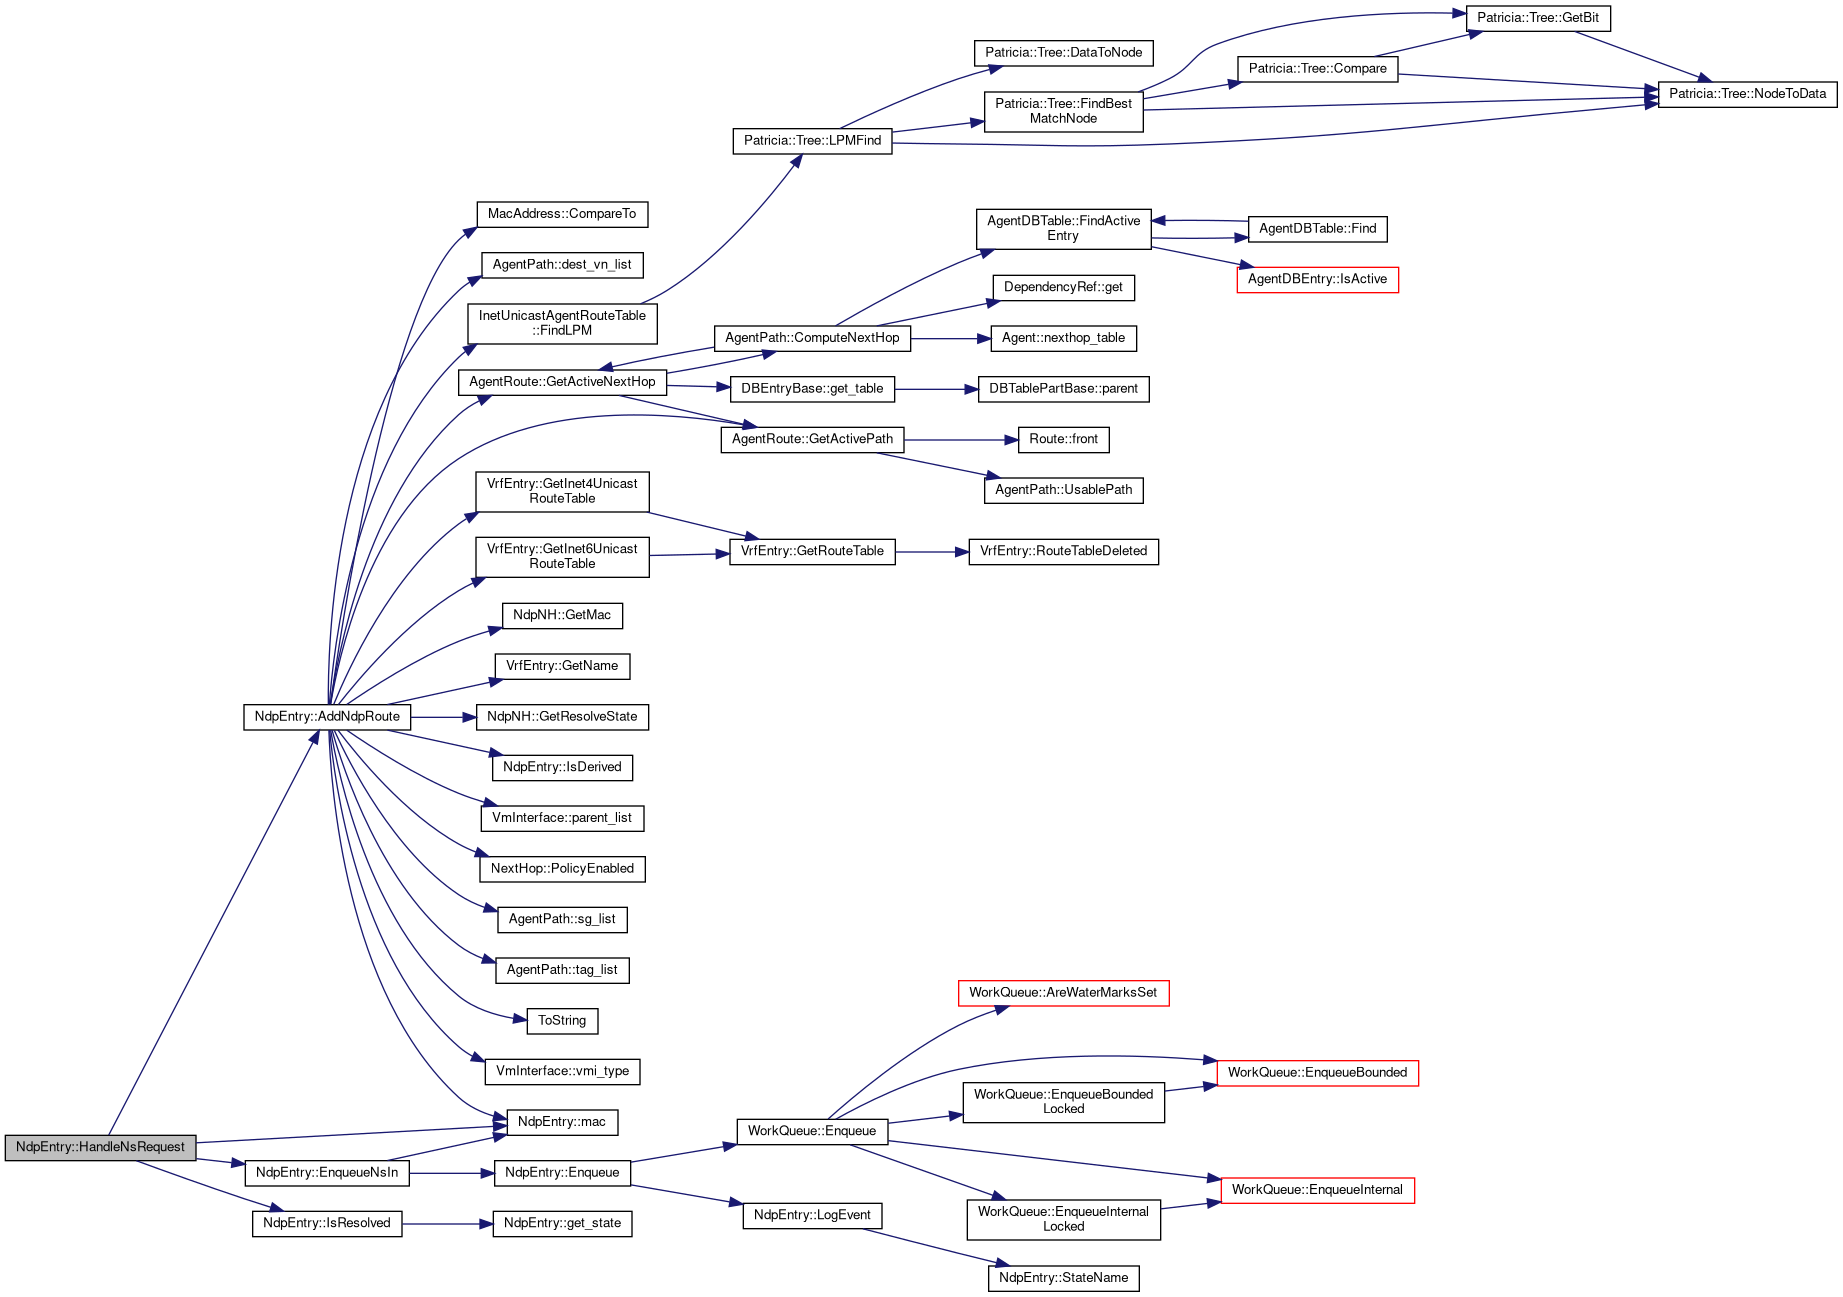 Patricia::Tree::GetBit
Patricia::Tree::DataToNode
Patricia::Tree::Compare
Patricia::Tree::NodeToData
Patricia::Tree::FindBest
MatchNode
Patricia::Tree::LPMFind
MacAddress::CompareTo
AgentDBTable::FindActive
Entry
AgentDBTable::Find
AgentPath::dest_vn_list
AgentDBEntry::IsActive
DependencyRef::get
InetUnicastAgentRouteTable
::FindLPM
AgentPath::ComputeNextHop
Agent::nexthop_table
AgentRoute::GetActiveNextHop
DBEntryBase::get_table
DBTablePartBase::parent
AgentRoute::GetActivePath
Route::front
AgentPath::UsablePath
VrfEntry::GetInet4Unicast
RouteTable
VrfEntry::GetInet6Unicast
RouteTable
VrfEntry::GetRouteTable
VrfEntry::RouteTableDeleted
NdpNH::GetMac
VrfEntry::GetName
NdpEntry::AddNdpRoute
NdpNH::GetResolveState
NdpEntry::IsDerived
VmInterface::parent_list
NextHop::PolicyEnabled
AgentPath::sg_list
AgentPath::tag_list
WorkQueue::AreWaterMarksSet
ToString
VmInterface::vmi_type
WorkQueue::EnqueueBounded
WorkQueue::EnqueueBounded
Locked
NdpEntry::mac
WorkQueue::Enqueue
NdpEntry::HandleNsRequest
NdpEntry::EnqueueNsIn
NdpEntry::Enqueue
WorkQueue::EnqueueInternal
WorkQueue::EnqueueInternal
Locked
NdpEntry::LogEvent
NdpEntry::IsResolved
NdpEntry::get_state
NdpEntry::StateName